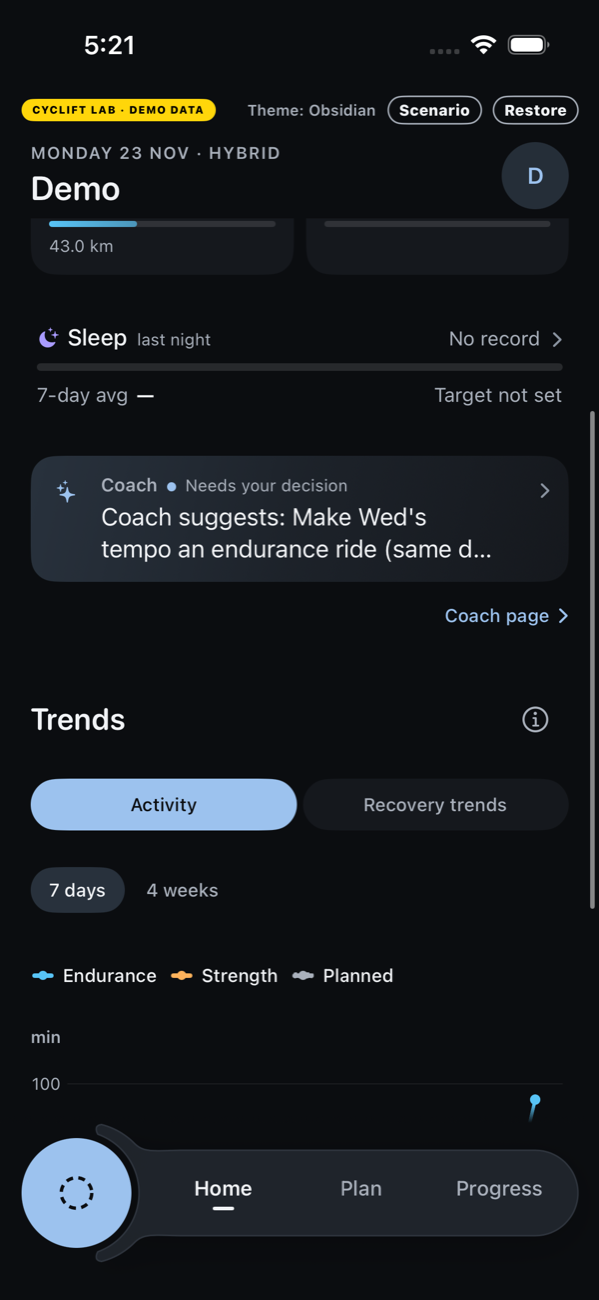 5:21
CYCLIFT LAB · DEMO DATA
Theme: Obsidian
Scenario
Restore
MONDAY 23 NOV · HYBRID
Demo
D
43.0 km
Sleep last night
No record
7-day avg —
Target not set
Coach • Needs your decision
Coach suggests: Make Wed's
tempo an endurance ride (same d...
Coach page
Trends
Activity
Recovery trends
7 days
4 weeks
Endurance
Strength
Planned
min
100
Home
Plan
Progress